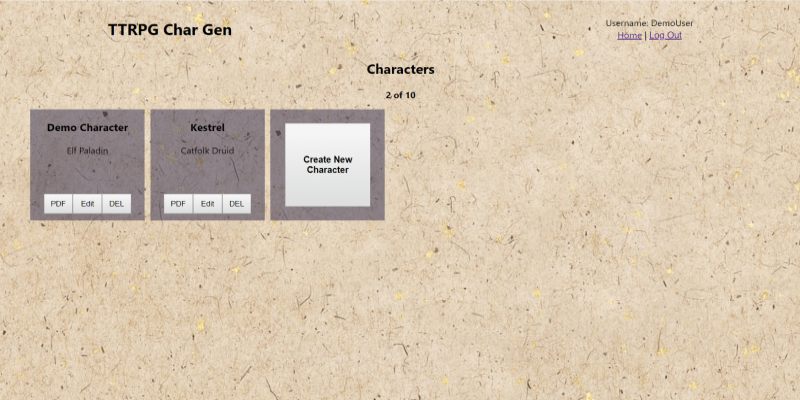 TTRPG Char Gen
Username: DemoUser
Home | Log Out
Characters
2 of 10
Demo Character
Elf Paladin
PDF Edit DEL
Kestrel
Catfolk Druid
PDF Edit DEL
Create New
Character